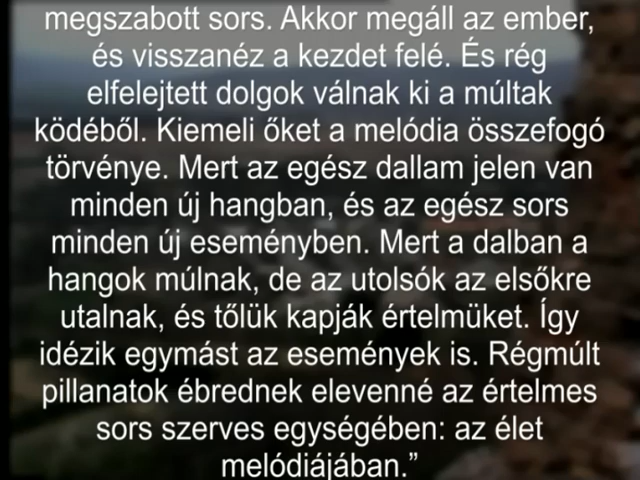 megszabott sors. Akkor megáll az ember,
és visszanéz a kezdet felé. És rég
elfelejtett dolgok válnak ki a múltak
ködéből. Kiemeli őket a melódia összefogó
törvénye. Mert az egész dallam jelen van
minden új hangban, és az egész sors
minden új eseményben. Mert a dalban a
hangok múlnak, de az utolsók az elsőkre
utalnak, és tőlük kapják értelmüket. Így
idézik egymást az események is. Régmúlt
pillanatok ébrednek elevenné az értelmes
sors szerves egységében: az élet
melódiájában.”